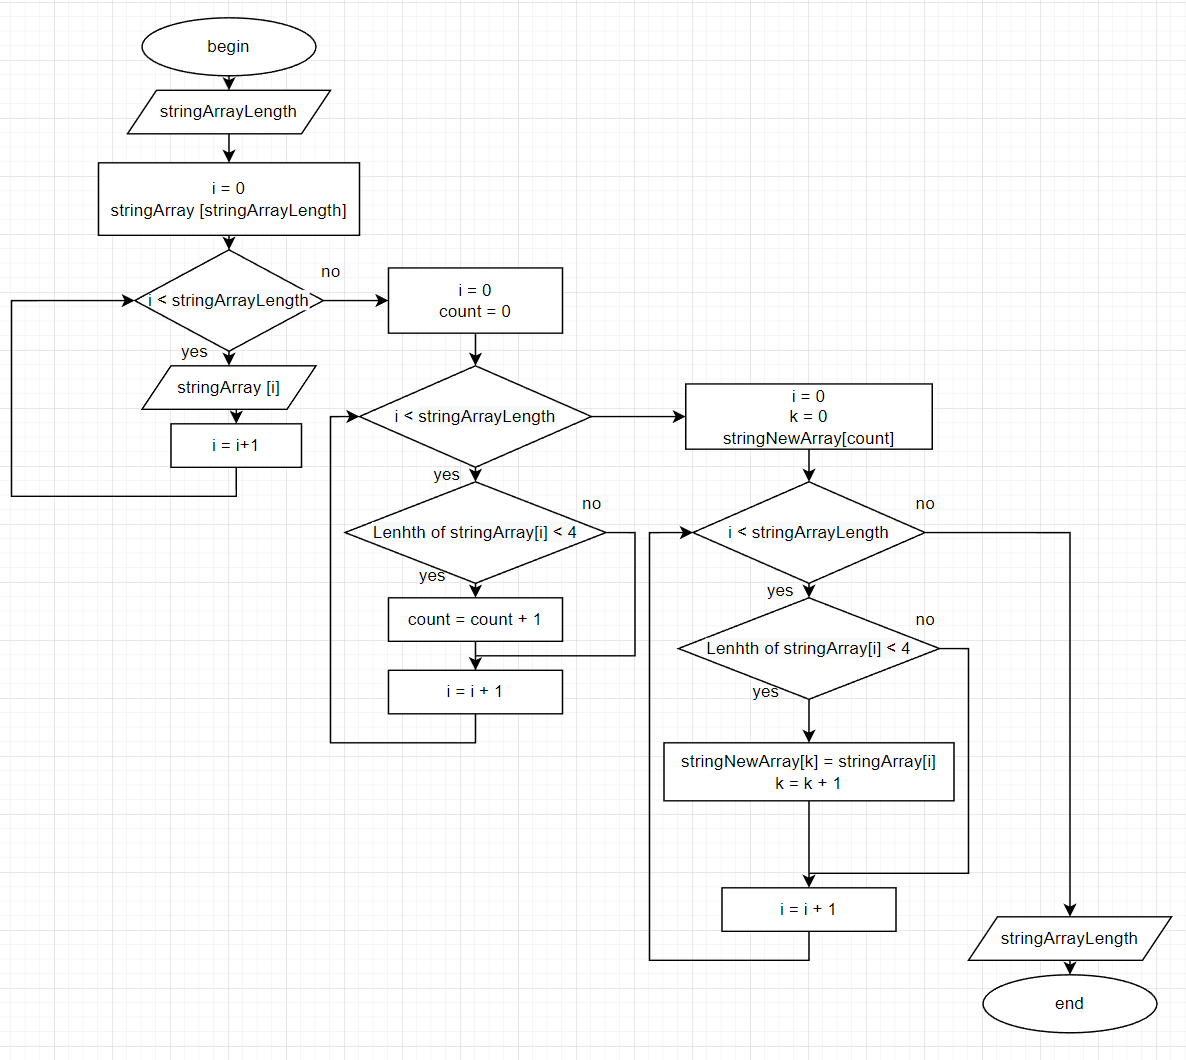 begin
stringArrayLength
i = 0
stringArray [stringArrayLength]
i < stringArrayLength
no
yes
stringArray [i]
i = i+1
i = 0
count = 0
i < stringArrayLength
yes
Lenhth of stringArray[i] < 4
no
yes
count = count + 1
i = i + 1
i = 0
k = 0
stringNewArray[count]
i < stringArrayLength
no
yes
Lenhth of stringArray[i] < 4
no
yes
stringNewArray[k] = stringArray[i]
k = k + 1
i = i + 1
stringArrayLength
end